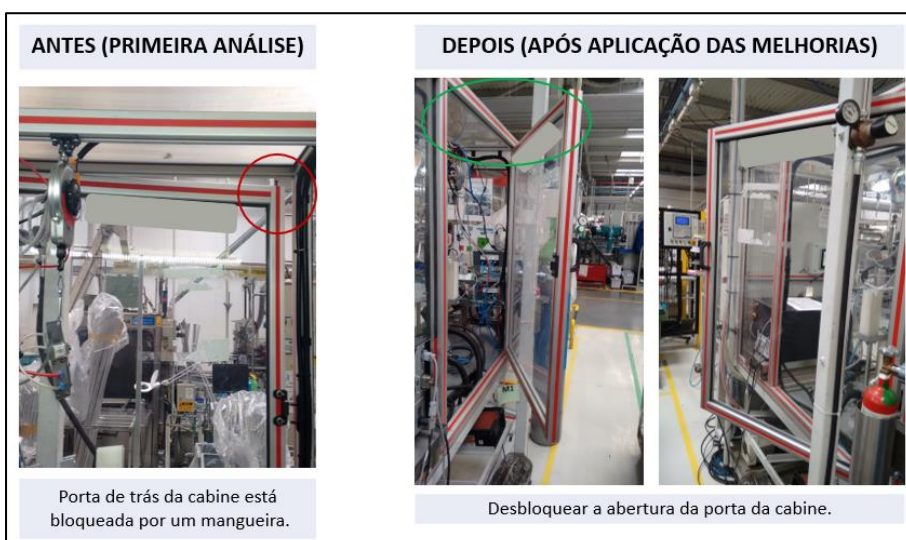 ANTES (PRIMEIRA ANÁLISE)
DEPOIS (APÓS APLICAÇÃO DAS MELHORIAS)
M1
Porta de trás da cabine está
bloqueada por um mangueira.
Desbloquear a abertura da porta da cabine.